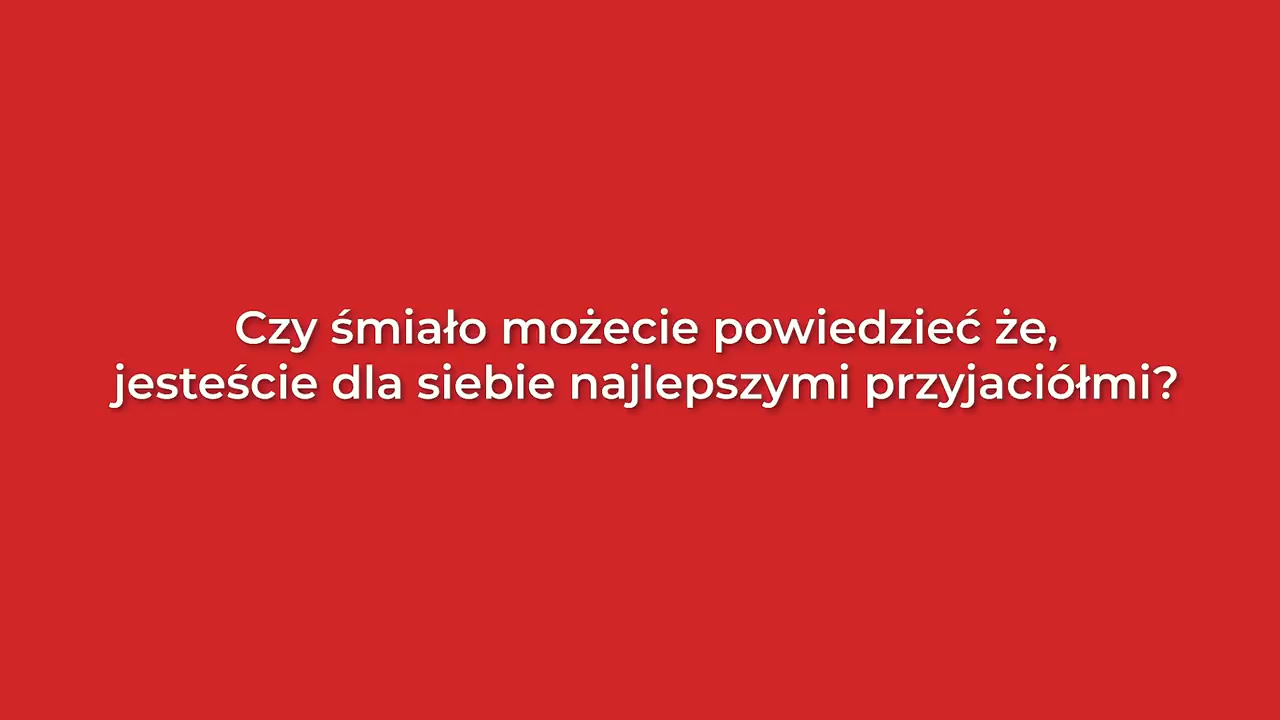 Czy śmiało możecie powiedzieć że,
jesteście dla siebie najlepszymi przyjaciółmi?